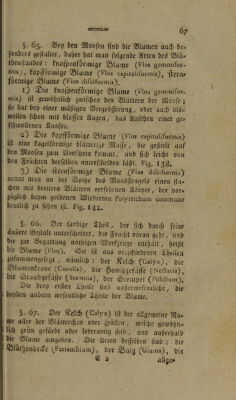 67
§. 65. Bey den Moosen sind die Blumen auch be-
sonders gestaltet, daher hat man folgende Arten des Blü-
thenstandes: knospenförmige Blume (Flos gemmifor-
mis), kopfförmige Blume (Flos capituliformis), stern-
förmige Blume (Flos disciformis).
1) Die knospenförmige Blume (Flos gemmifor-
mis) ist gewöhnlich zwischen den Blättern der Moose;
sie hat bey einer mäßigen Vergrößerung, oder auch bis-
weilen schon mit bloßen Augen, das Ansehen einer ge-
schwollenen Knospe.
2) Die kopfförmige Blume (Flos capituliformis)
ist eine kugelförmige blättrige Masse, die gestielt auf
den Moosen zum Vorschein kommt, und sich leicht von
den Früchten derselben unterscheiden läßt. Fig. 138.
3) Die sternförmige Blume (Flos disciformis)
nennt man an der Spitze des Moosstengels einen fla-
chen mit breitern Blättern versehenen Körper, der vor-
züglich beym goldenen Wiederton Polytrichum commune
deutlich zu sehen ist. Fig. 142.
§. 66. Der farbige Theil, der sich durch seine
äußere Gestalt unterscheidet, der Frucht voran geht, und
die zur Begattung nöthigen Werkzeuge enthält, heißt
die Blume (Flos). Sie ist aus verschiedenen Theilen
zusammengesetzt, nämlich: der Kelch (Calyx), die
Blumenkrone (Corolla), die Honiggefäße (Nectaria),
die Staubgefäße (Stamina), der Stempel (Pistillum).
Die drey ersten Theile sind außerwesentliche, die
beyden andern wesentliche Theile der Blume.
§. 67. Der Kelch (Calyx) ist der allgemeine Na-
me aller der Blättchen oder Hüllen, welche gewöhn-
lich grün gefärbt oder lederartig sind, und außerhalb
die Blume umgeben. Die Arten desselben sind: die
Blüthendecke (Perianthium), der Balg (Gluma), die
E 2 allge-